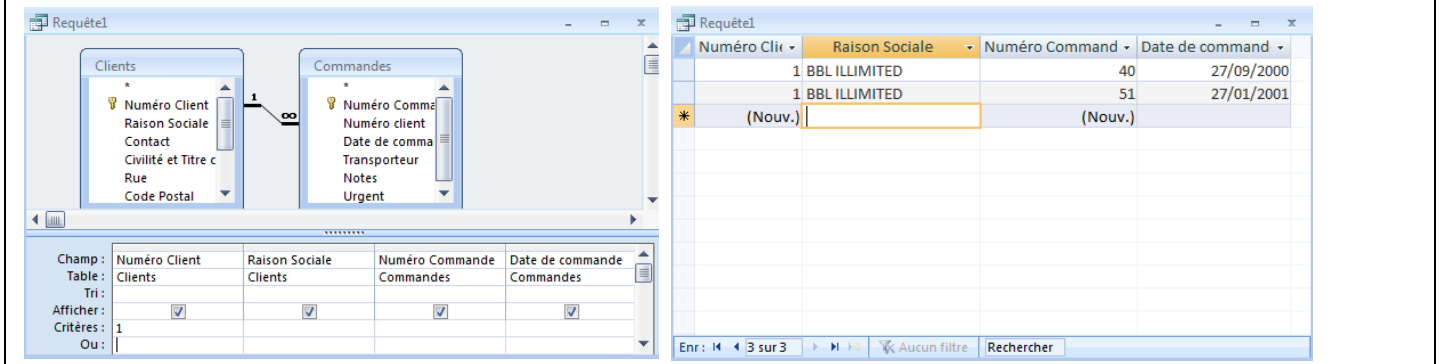 Requête1
Clients
*
Numéro Client
Raison Sociale
Contact
Civilité et Titre c
Rue
Code Postal
1
∞
Commandes
*
Numéro Comma
Numéro client
Date de comma
Transporteur
Notes
Urgent
Champ : Numéro Client Raison Sociale Numéro Commande Date de commande
Table : Clients Clients Commandes Commandes
Tri :
Afficher :
Critères : 1
Ou :
Requête1
Numéro Clie Raison Sociale Numéro Command Date de command
1 BBL ILLIMITED 40 27/09/2000
1 BBL ILLIMITED 51 27/01/2001
* (Nouv.) (Nouv.)
Enr : 3 sur 3 Aucun filtre Rechercher